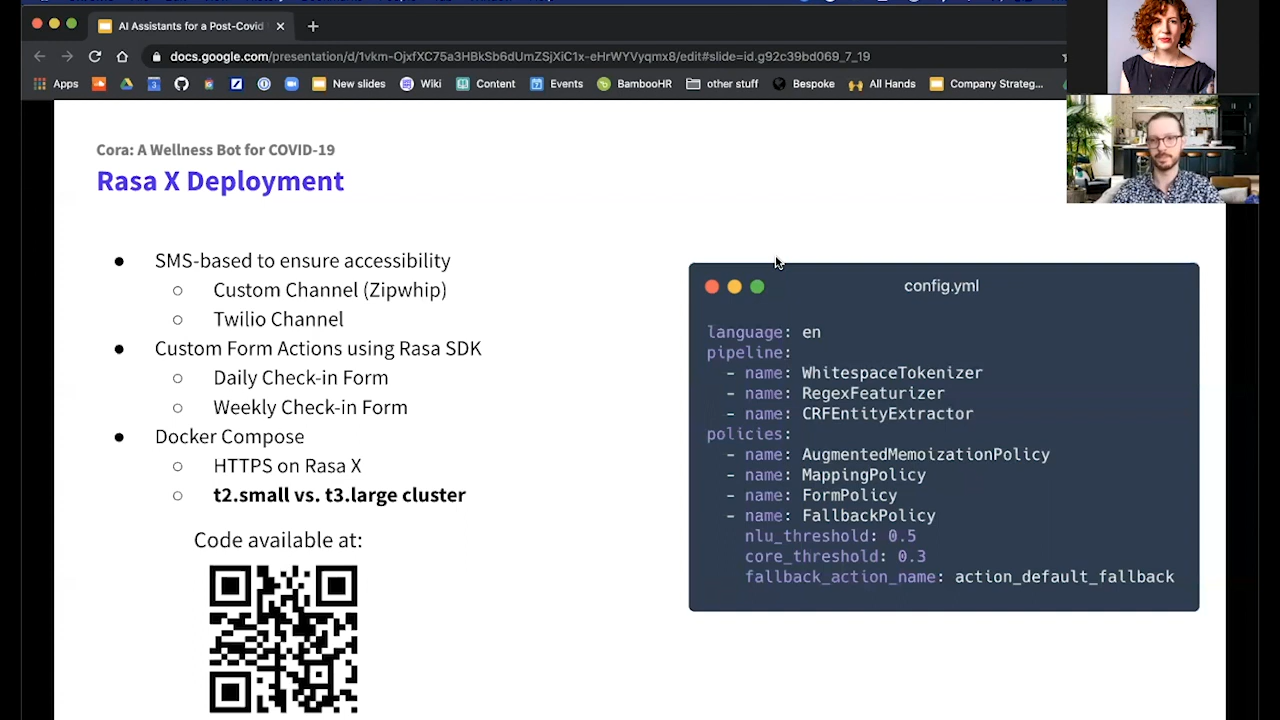 AI Assistants for a Post-Covid
docs.google.com/presentation/d/1vkm-OjxfXC75a3HBkSb6dUmZSjXiC1x-eHrWYVyqmx8/edit#slide=id.g92c39bd069_7_19
Apps New slides Wiki Content Events BambooHR other stuff Bespoke All Hands Company Strateg...
Cora: A Wellness Bot for COVID-19
Rasa X Deployment
● SMS-based to ensure accessibility
○ Custom Channel (Zipwhip)
○ Twilio Channel
● Custom Form Actions using Rasa SDK
○ Daily Check-in Form
○ Weekly Check-in Form
● Docker Compose
○ HTTPS on Rasa X
○ t2.small vs. t3.large cluster
Code available at:
config.yml
language: en
pipeline:
- name: WhitespaceTokenizer
- name: RegexFeaturizer
- name: CRFEntityExtractor
policies:
- name: AugmentedMemoizationPolicy
- name: MappingPolicy
- name: FormPolicy
- name: FallbackPolicy
nlu_threshold: 0.5
core_threshold: 0.3
fallback_action_name: action_default_fallback